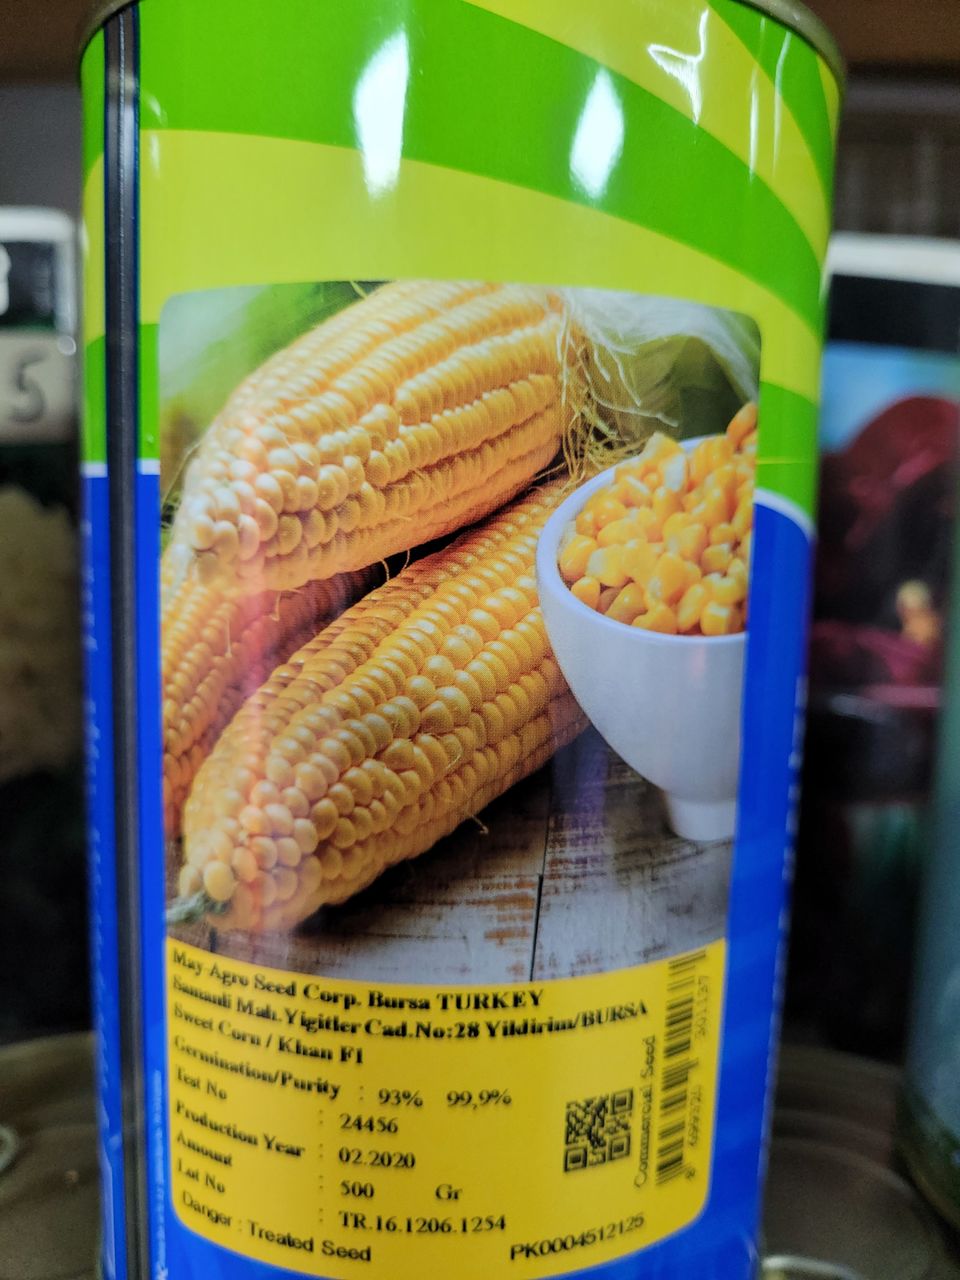 May-Agro Seed Corp. Bursa TURKEY
Samanli Mah. Yigitler Cad.No:28 Yildirim/BURSA
Sweet Corn / Khan F1
Germination/Purity : 93% 99,9%
Test No : 24456
Production Year : 02.2020
Amount : 500 Gr
Lot No : TR.16.1206.1254
Danger : Treated Seed
PK0004512125
Commercial Seed
5